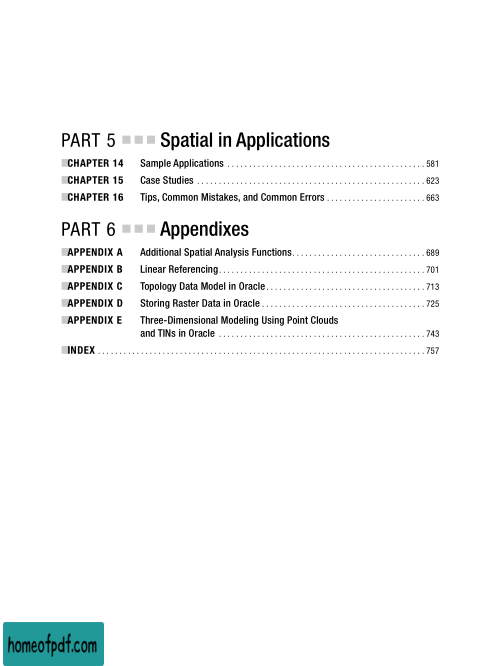 PART 5 ■ ■ ■ Spatial in Applications
■CHAPTER 14 Sample Applications . . . . . . . . . . . . . . . . . . . . . . . . . . . . . . . . . . . . . . . . . . . . . . 581
■CHAPTER 15 Case Studies . . . . . . . . . . . . . . . . . . . . . . . . . . . . . . . . . . . . . . . . . . . . . . . . . . . . . 623
■CHAPTER 16 Tips, Common Mistakes, and Common Errors . . . . . . . . . . . . . . . . . . . . . . . 663
PART 6 ■ ■ ■ Appendixes
■APPENDIX A Additional Spatial Analysis Functions. . . . . . . . . . . . . . . . . . . . . . . . . . . . . . . 689
■APPENDIX B Linear Referencing. . . . . . . . . . . . . . . . . . . . . . . . . . . . . . . . . . . . . . . . . . . . . . . . 701
■APPENDIX C Topology Data Model in Oracle. . . . . . . . . . . . . . . . . . . . . . . . . . . . . . . . . . . . . 713
■APPENDIX D Storing Raster Data in Oracle . . . . . . . . . . . . . . . . . . . . . . . . . . . . . . . . . . . . . . 725
■APPENDIX E Three-Dimensional Modeling Using Point Clouds
and TINs in Oracle . . . . . . . . . . . . . . . . . . . . . . . . . . . . . . . . . . . . . . . . . . . . . . . . 743
■INDEX . . . . . . . . . . . . . . . . . . . . . . . . . . . . . . . . . . . . . . . . . . . . . . . . . . . . . . . . . . . . . . . . . . . . . . . . . . . . 757
homeofpdf.com